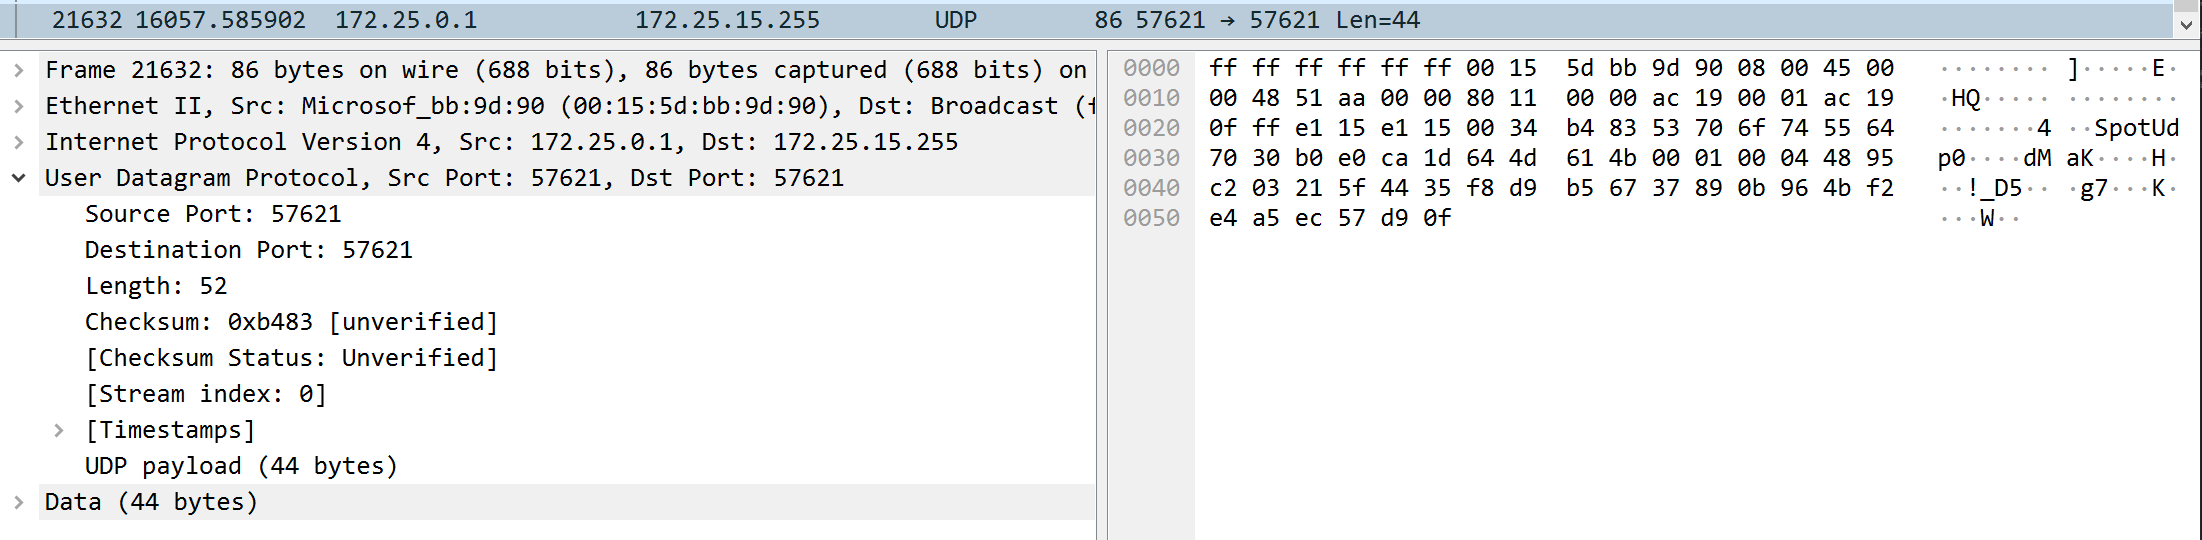 21632 16057.585902 172.25.0.1 172.25.15.255 UDP 86 57621 → 57621 Len=44
Frame 21632: 86 bytes on wire (688 bits), 86 bytes captured (688 bits) on
Ethernet II, Src: Microsof_bb:9d:90 (00:15:5d:bb:9d:90), Dst: Broadcast (f
Internet Protocol Version 4, Src: 172.25.0.1, Dst: 172.25.15.255
User Datagram Protocol, Src Port: 57621, Dst Port: 57621
Source Port: 57621
Destination Port: 57621
Length: 52
Checksum: 0xb483 [unverified]
[Checksum Status: Unverified]
[Stream index: 0]
[Timestamps]
UDP payload (44 bytes)
Data (44 bytes)
0000 ff ff ff ff ff ff 00 15 5d bb 9d 90 08 00 45 00 ········ ]·····E·
0010 00 48 51 aa 00 00 80 11 00 00 ac 19 00 01 ac 19 ·HQ····· ········
0020 0f ff e1 15 e1 15 00 34 b4 83 53 70 6f 74 55 64 ·······4 ··SpotUd
0030 70 30 b0 e0 ca 1d 64 4d 61 4b 00 01 00 04 48 95 p0····dM aK····H·
0040 c2 03 21 5f 44 35 f8 d9 b5 67 37 89 0b 96 4b f2 ··!_D5·· ·g7···K·
0050 e4 a5 ec 57 d9 0f ···W··